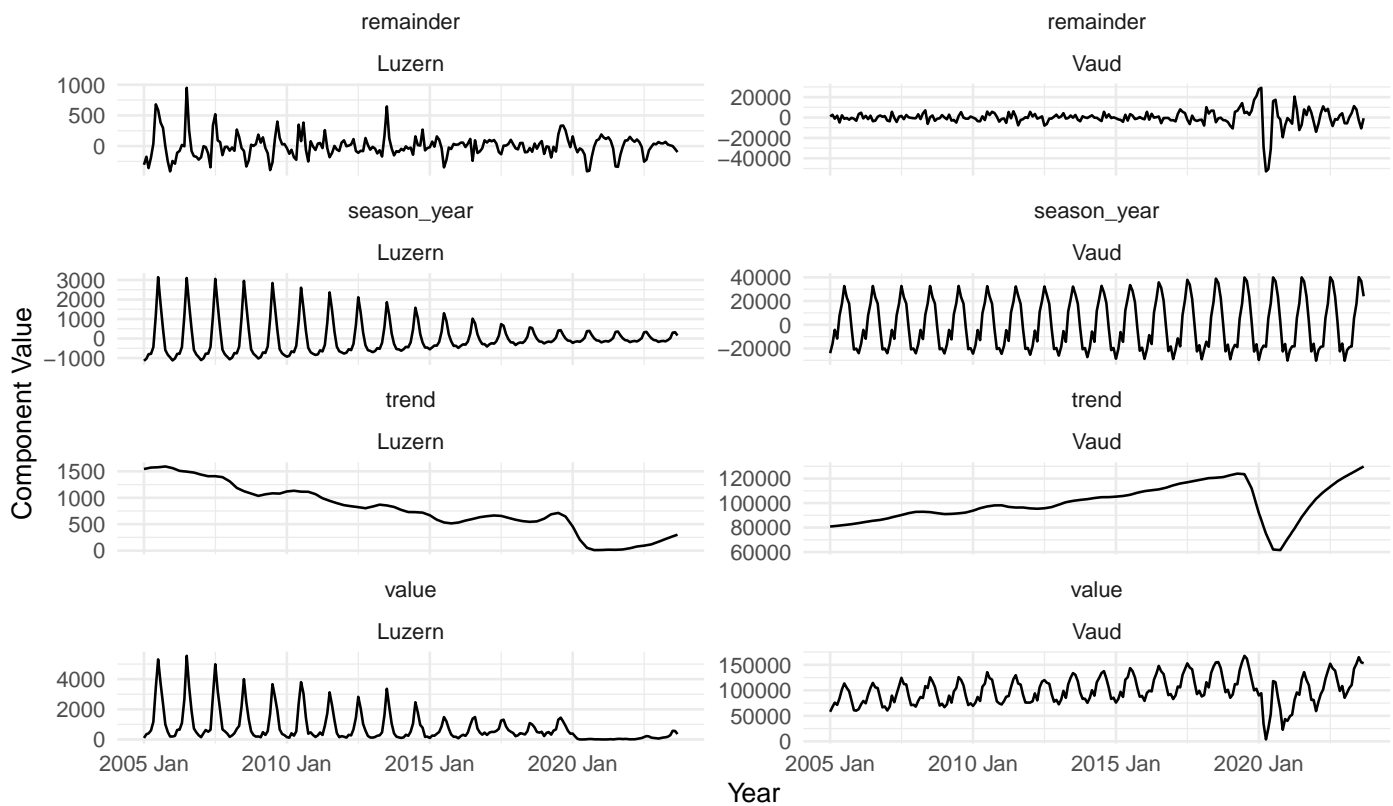 remainder remainder
Luzern Vaud
1000
500
0
20000
0
−20000
−40000
season_year season_year
Luzern Vaud
3000
2000
1000
0
−1000
40000
20000
0
−20000
trend trend
Luzern Vaud
1500
1000
500
0
120000
100000
80000
60000
value value
Luzern Vaud
4000
2000
0
150000
100000
50000
0
2005 Jan 2010 Jan 2015 Jan 2020 Jan 2005 Jan 2010 Jan 2015 Jan 2020 Jan
Component Value
Year